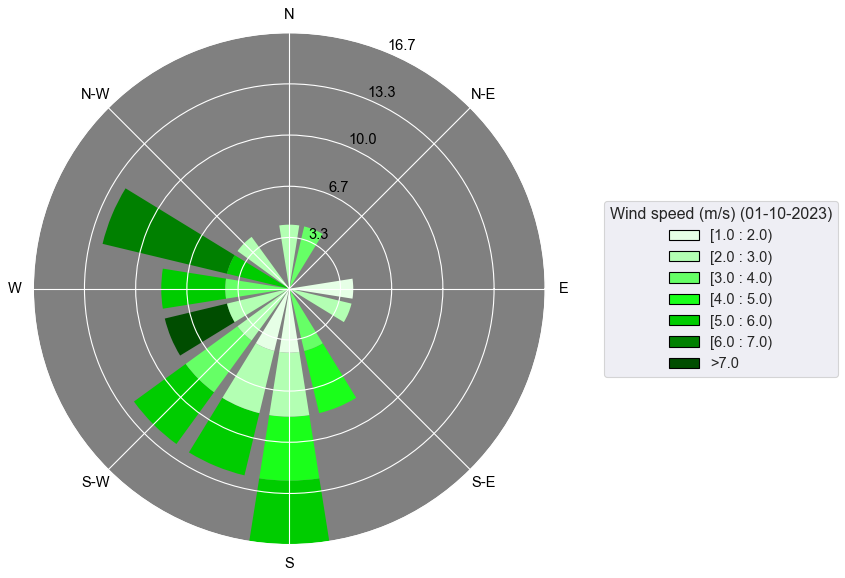 N
16.7
N-W
13.3
N-E
10.0
6.7
3.3
W
E
S-W
S-E
S
Wind speed (m/s) (01-10-2023)
[1.0 : 2.0)
[2.0 : 3.0)
[3.0 : 4.0)
[4.0 : 5.0)
[5.0 : 6.0)
[6.0 : 7.0)
>7.0